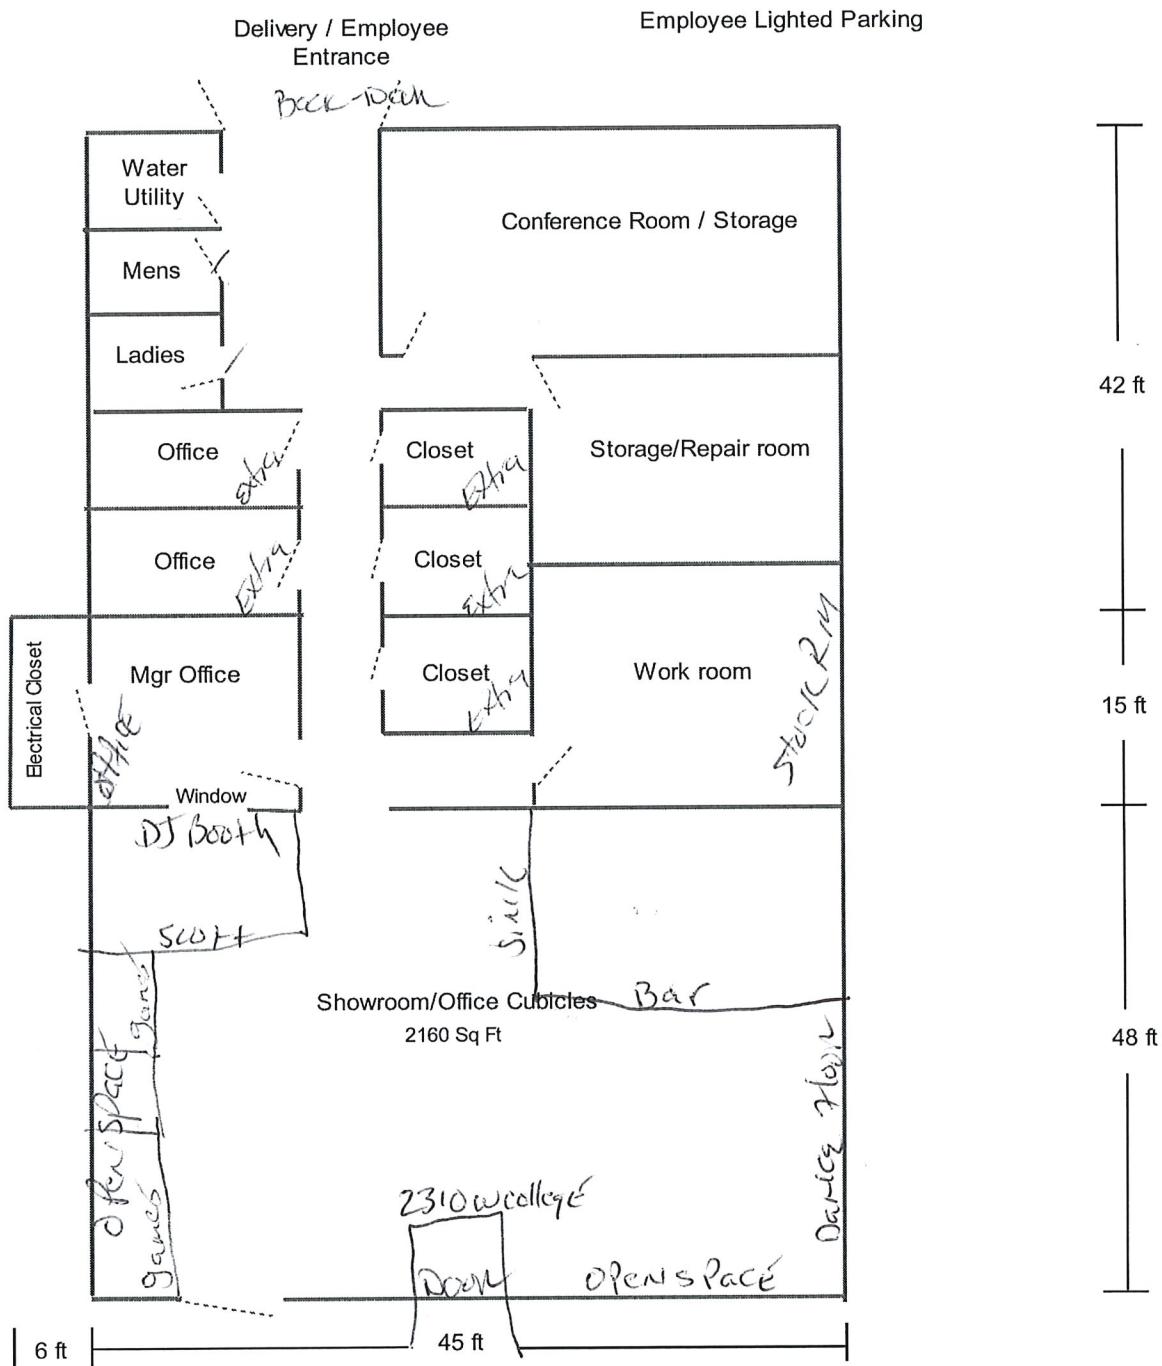 Delivery / Employee
Entrance
Employee Lighted Parking
Back-Door
Water
Utility
Conference Room / Storage
Mens
Ladies
42 ft
Office
Extra
Closet
Extra
Storage/Repair room
Office
Extra
Closet
Extra
Electrical Closet
Mgr Office
Office
Closet
Extra
Work room
Stock RM
15 ft
Window
DJ Booth
Sink
Showroom/Office Cubicles
2160 Sq Ft
Bar
48 ft
games
Open space
games
Dance Floor
2310 w college
Door
Open space
6 ft
45 ft